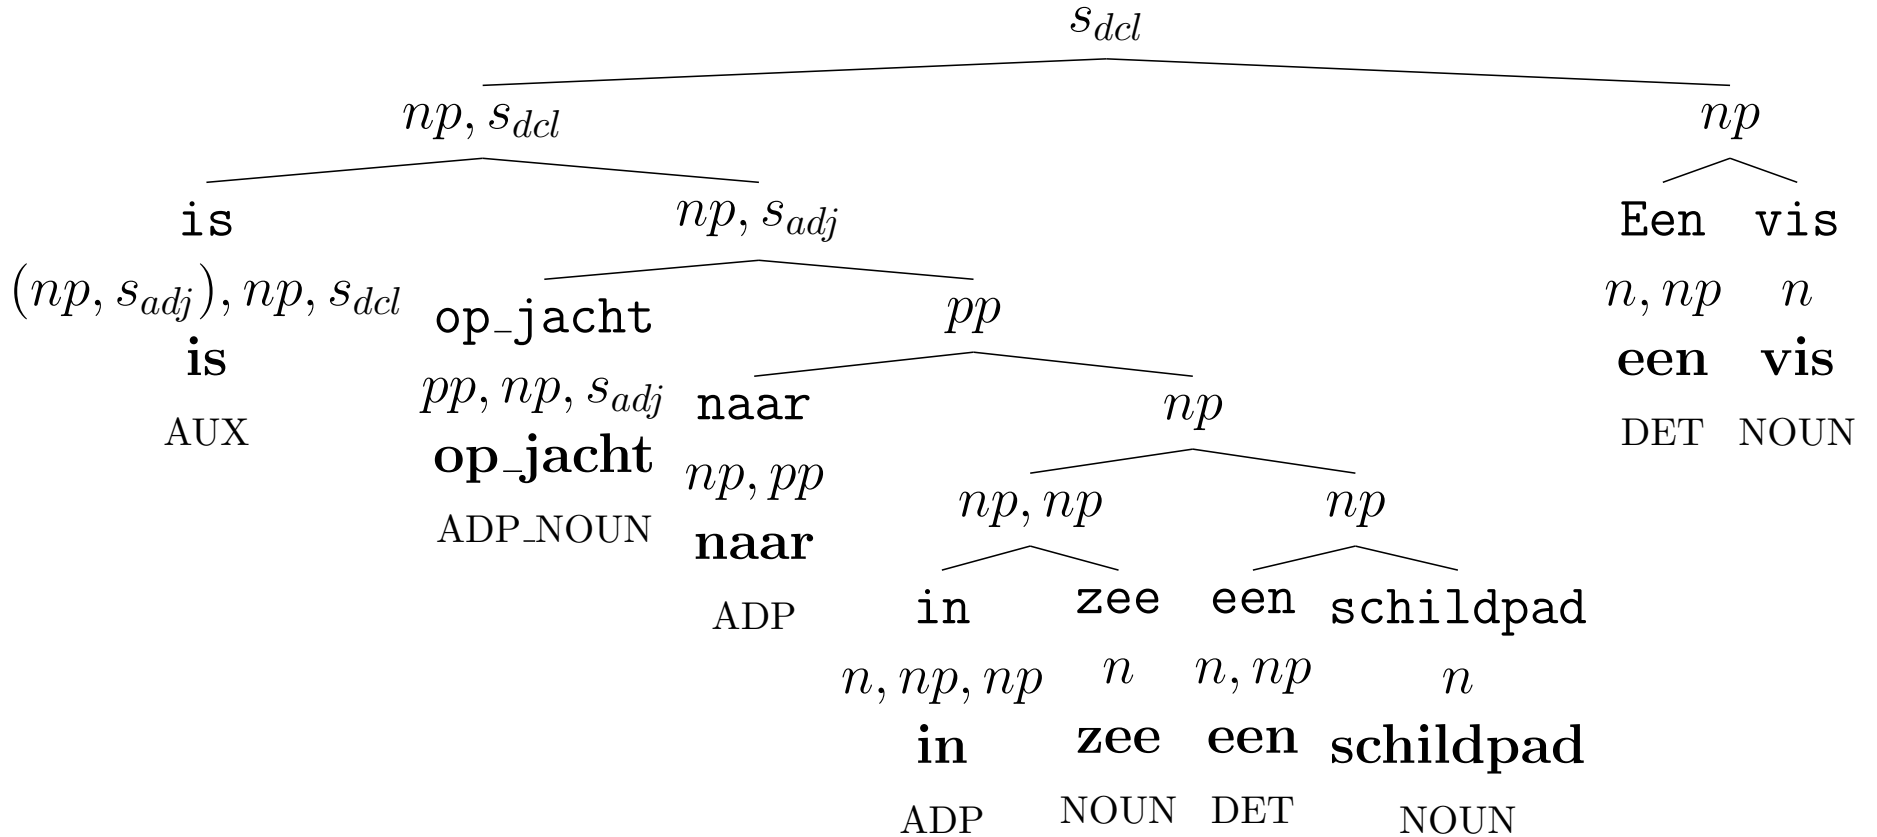 s_dcl
np, s_dcl np
is np, s_adj Een vis
(np, s_adj), np, s_dcl op_jacht pp n, np n
is pp, np, s_adj naar np een vis
AUX op_jacht np, pp np, np np DET NOUN
ADP_NOUN naar in zee een schildpad
ADP n, np, np n n, np n
in zee een schildpad
ADP NOUN DET NOUN